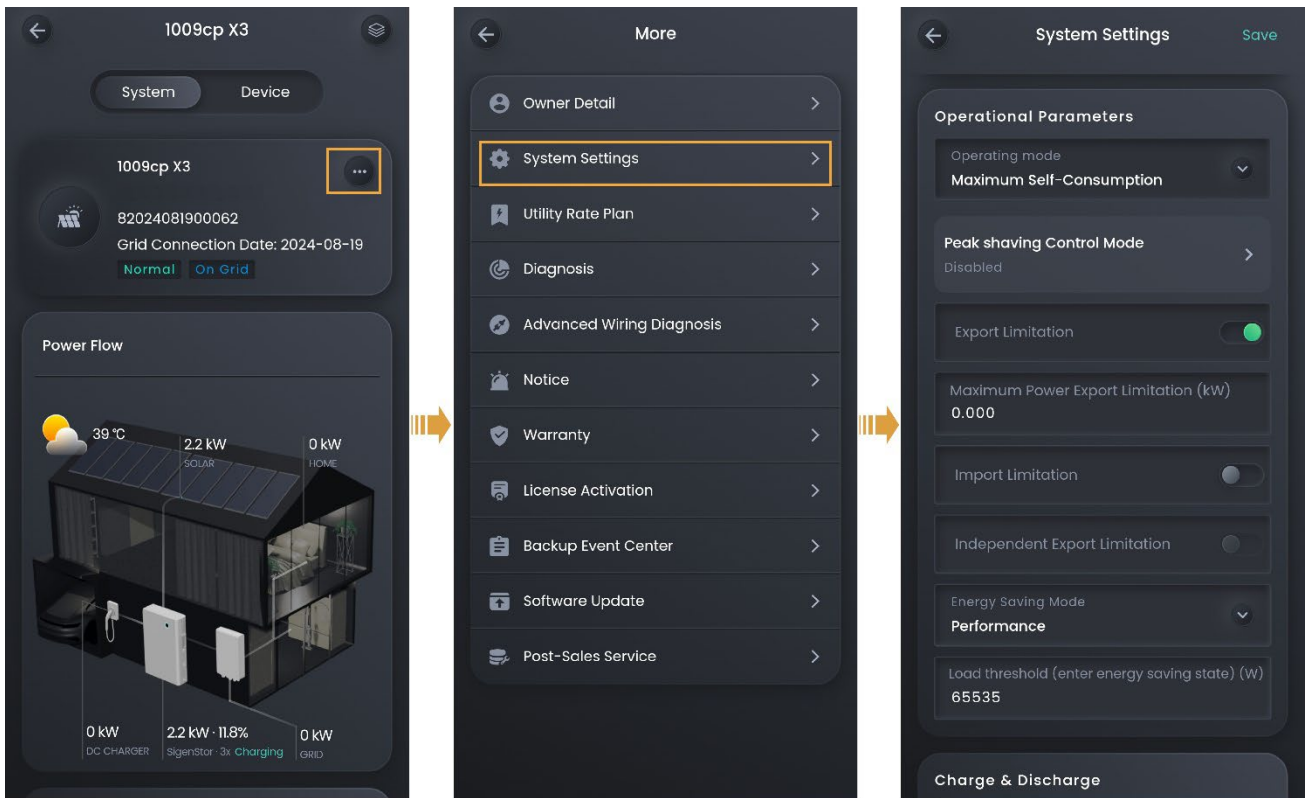 1009cp X3
System
Device
1009cp X3
82024081900062
Grid Connection Date: 2024-08-19
Normal On Grid
Power Flow
39 °C
2.2 kW
SOLAR
0 kW
HOME
0 kW
DC CHARGER
2.2 kW · 11.8%
SigenStor · 3x Charging
0 kW
GRID
More
Owner Detail
System Settings
Utility Rate Plan
Diagnosis
Advanced Wiring Diagnosis
Notice
Warranty
License Activation
Backup Event Center
Software Update
Post-Sales Service
System Settings
Save
Operational Parameters
Operating mode
Maximum Self-Consumption
Peak shaving Control Mode
Disabled
Export Limitation
Maximum Power Export Limitation (kW)
0.000
Import Limitation
Independent Export Limitation
Energy Saving Mode
Performance
Load threshold (enter energy saving state) (W)
65535
Charge & Discharge